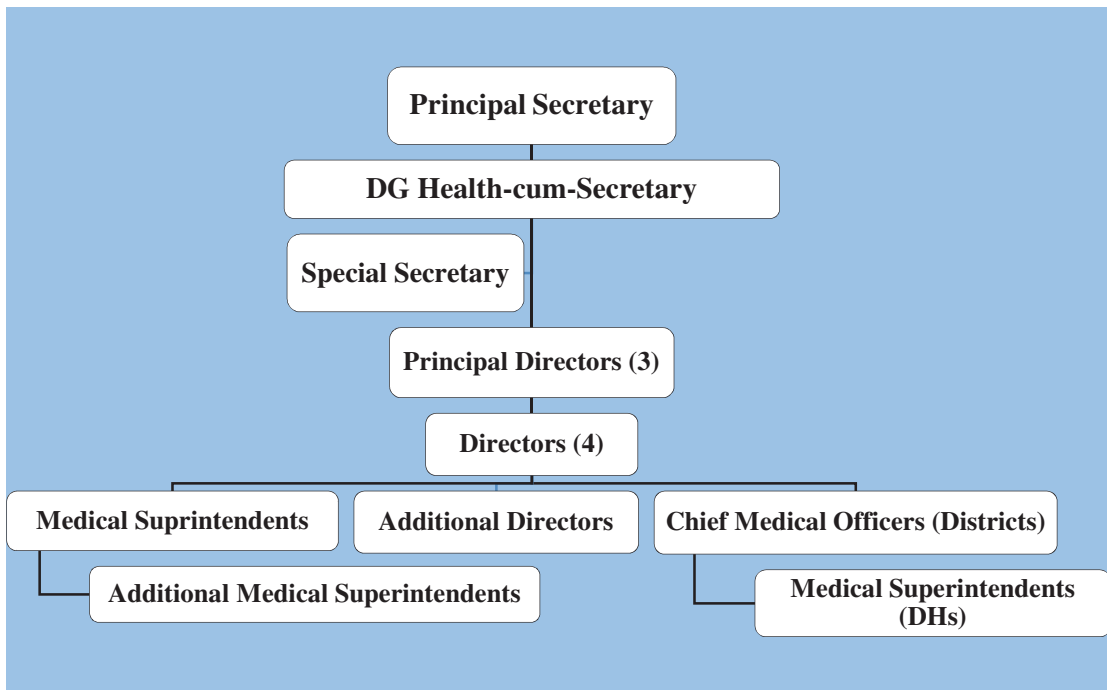 Principal Secretary
DG Health-cum-Secretary
Special Secretary
Principal Directors (3)
Directors (4)
Medical Suprintendents
Additional Directors
Chief Medical Officers (Districts)
Additional Medical Superintendents
Medical Superintendents
(DHs)